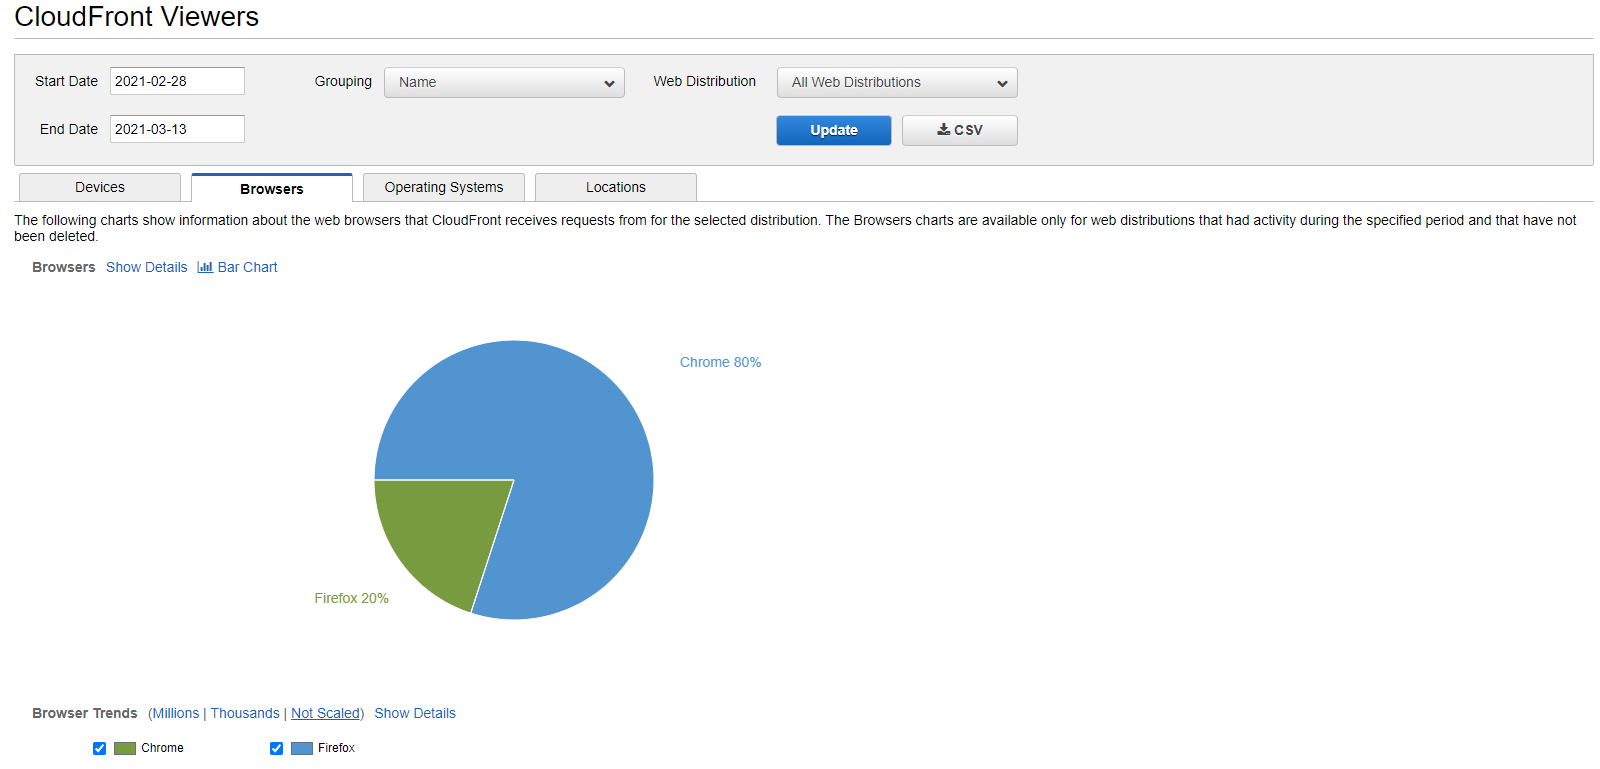 CloudFront Viewers
Start Date 2021-02-28 Grouping Name Web Distribution All Web Distributions
End Date 2021-03-13 Update CSV
Devices Browsers Operating Systems Locations
The following charts show information about the web browsers that CloudFront receives requests from for the selected distribution. The Browsers charts are available only for web distributions that had activity during the specified period and that have not
been deleted.
Browsers Show Details Bar Chart
Chrome 80%
Firefox 20%
Browser Trends (Millions | Thousands | Not Scaled) Show Details
Chrome Firefox